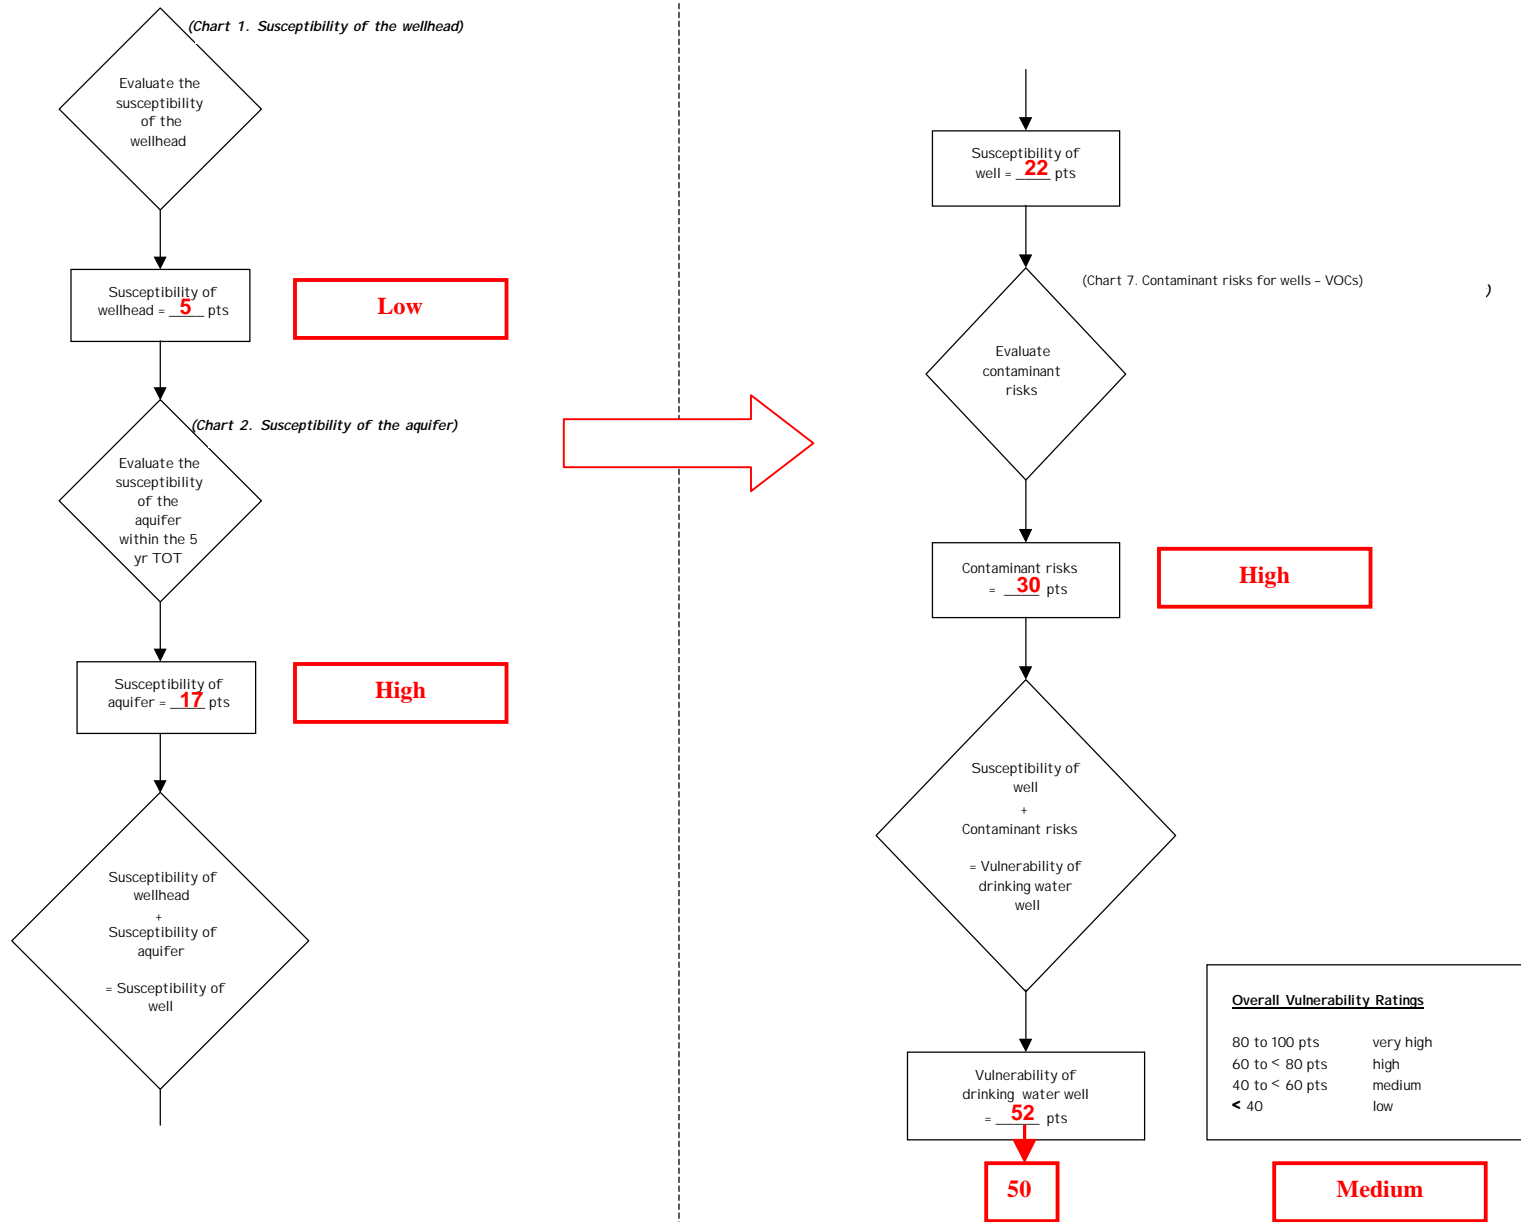 (Chart 1. Susceptibility of the wellhead)
Evaluate the
susceptibility
of the
wellhead
Susceptibility of
wellhead = 5 pts
Low
(Chart 2. Susceptibility of the aquifer)
Evaluate the
susceptibility
of the
aquifer
within the 5
yr TOT
Susceptibility of
aquifer = 17 pts
High
Susceptibility of
wellhead
+
Susceptibility of
aquifer
= Susceptibility of
well
Susceptibility of
well = 22 pts
(Chart 7. Contaminant risks for wells – VOCs)
)
Evaluate
contaminant
risks
Contaminant risks
= 30 pts
High
Susceptibility of
well
+
Contaminant risks
= Vulnerability of
drinking water
well
Vulnerability of
drinking water well
= 52 pts
50
Overall Vulnerability Ratings
80 to 100 pts very high
60 to < 80 pts high
40 to < 60 pts medium
< 40 low
Medium